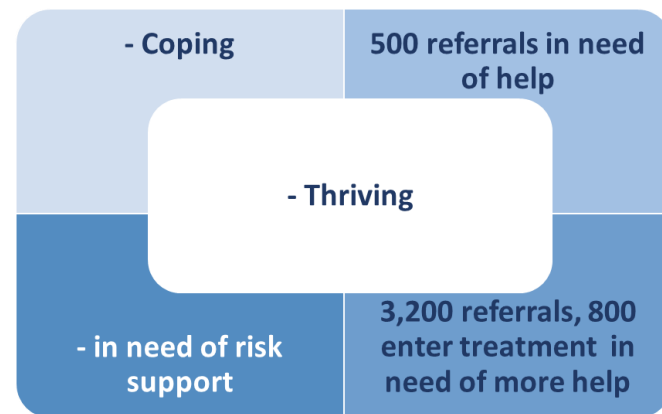 - Coping
500 referrals in need
of help
- Thriving
- in need of risk
support
3,200 referrals, 800
enter treatment in
need of more help